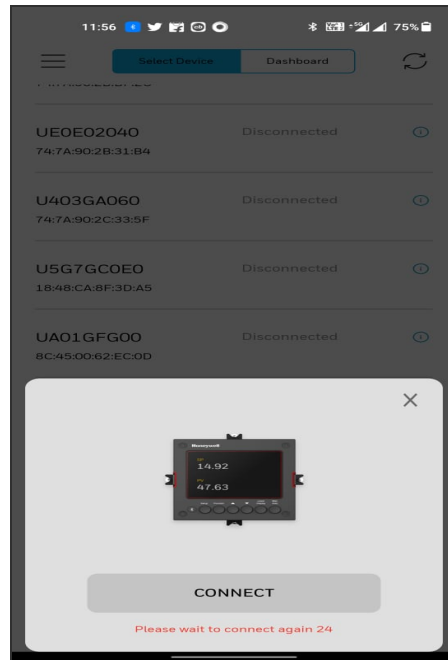 11:56
75%
Select Device
Dashboard
UE0E02040
Disconnected
74:7A:90:2B:31:B4
U403GA060
Disconnected
74:7A:90:2C:33:5F
U5G7GC0E0
Disconnected
18:48:CA:8F:3D:A5
UA01GFG00
Disconnected
8C:45:00:62:EC:0D
Honeywell
SP
14.92
PV
47.63
CONNECT
Please wait to connect again 24